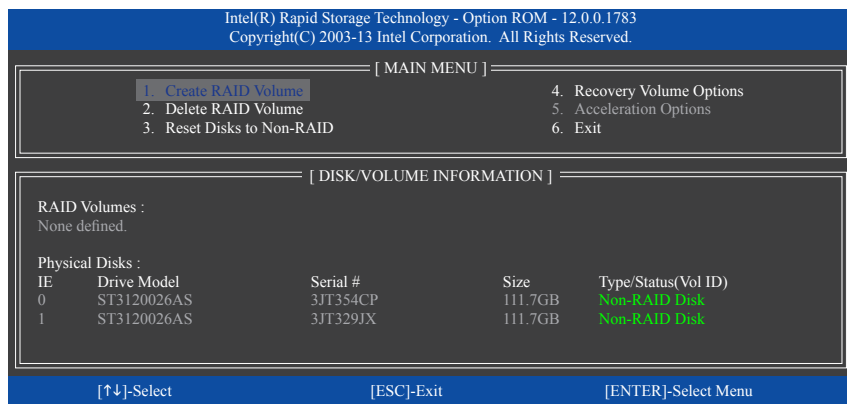 Intel(R) Rapid Storage Technology - Option ROM - 12.0.0.1783
Copyright(C) 2003-13 Intel Corporation.  All Rights Reserved.
[ MAIN MENU ]
1.  Create RAID Volume
2.  Delete RAID Volume
3.  Reset Disks to Non-RAID
4.  Recovery Volume Options
5.  Acceleration Options
6.  Exit
[ DISK/VOLUME INFORMATION ]
RAID Volumes :
None defined.
Physical Disks :
IE Drive Model Serial # Size Type/Status(Vol ID)
0 ST3120026AS 3JT354CP 111.7GB Non-RAID Disk
1 ST3120026AS 3JT329JX 111.7GB Non-RAID Disk
[↑↓]-Select [ESC]-Exit [ENTER]-Select Menu